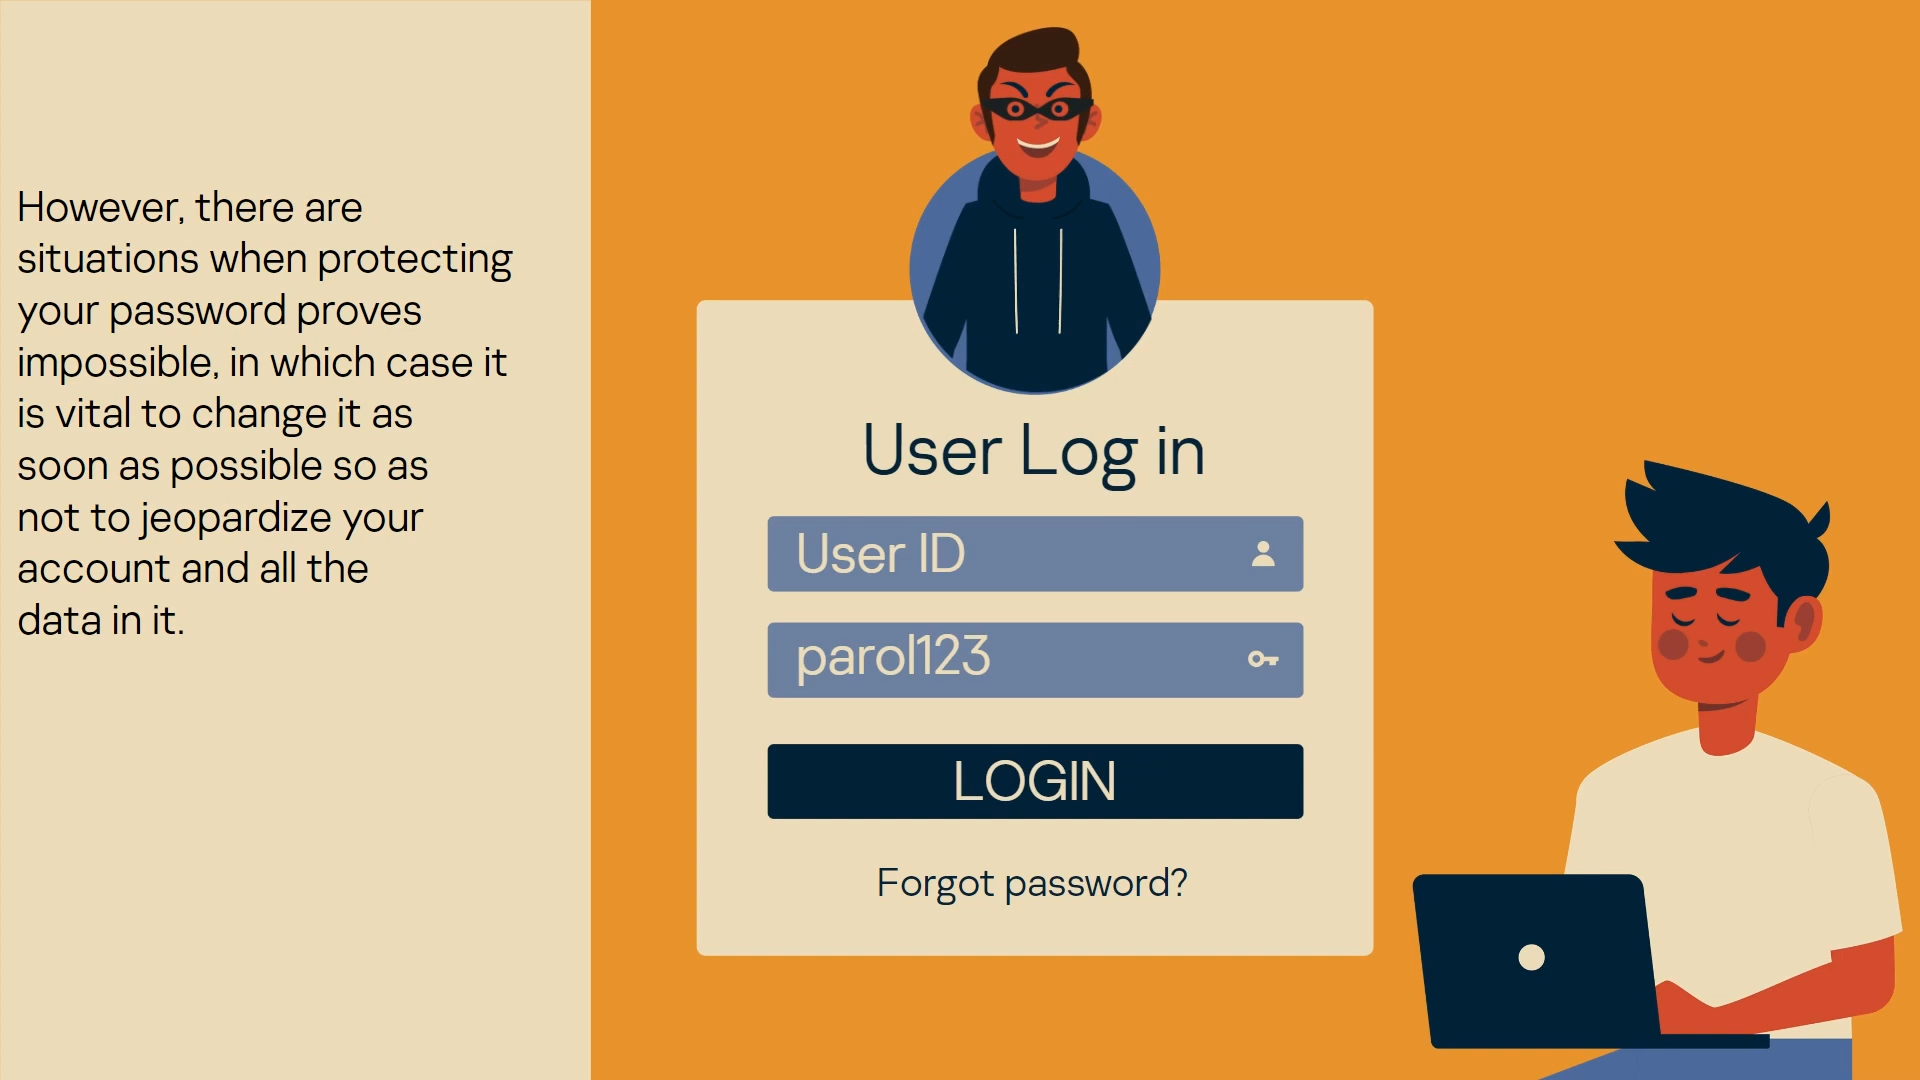 However, there are
situations when protecting
your password proves
impossible, in which case it
is vital to change it as
soon as possible so as
not to jeopardize your
account and all the
data in it.
User Log in
User ID
parol123
LOGIN
Forgot password?